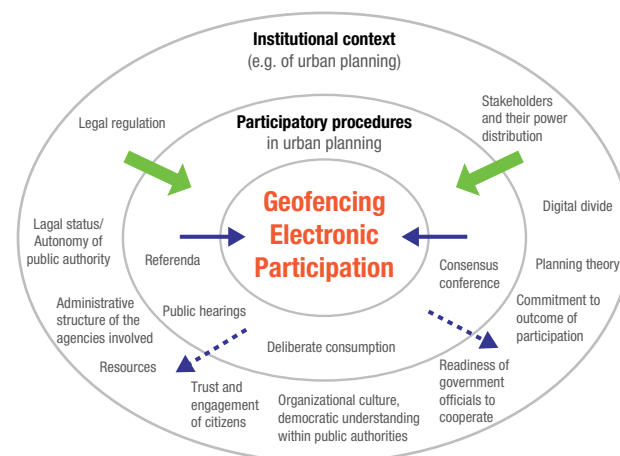 Institutional context
(e.g. of urban planning)
Legal regulation
Stakeholders
and their power
distribution
Participatory procedures
in urban planning
Geofencing
Electronic
Participation
Digital divide
Lagal status/
Autonomy of
public authority
Referenda
Consensus
conference
Planning theory
Administrative
structure of the
agencies involved
Public hearings
Commitment to
outcome of
participation
Deliberate consumption
Resources
Trust and
engagement
of citizens
Organizational culture,
democratic understanding
within public authorities
Readiness of
government
officials to
cooperate